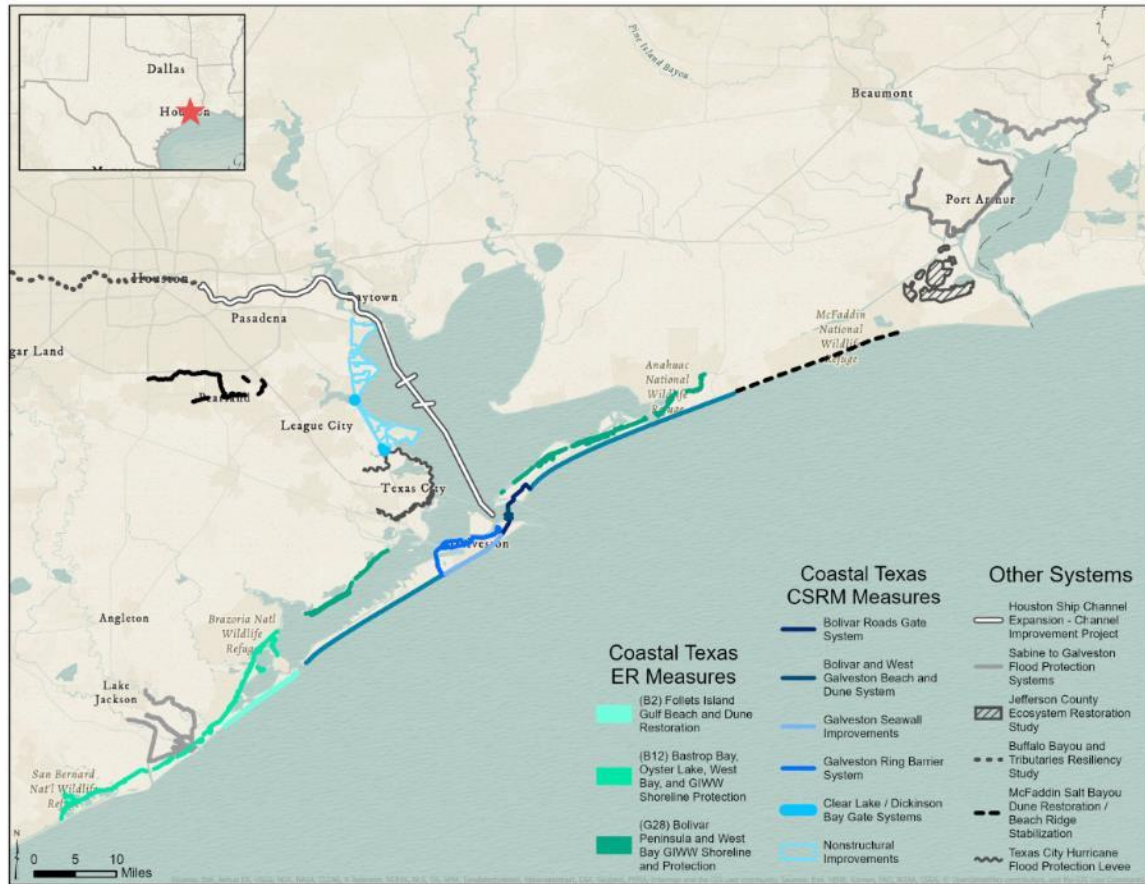 Dallas
Houston
Pine Island Bayou
Beaumont
Port Arthur
Houston
Baytown
Pasadena
gar Land
McFaddin
National
Wildlife
Refuge
Anahuac
National
Wildlife
Refuge
Pearland
League City
Texas City
Galveston
Angleton
Brazoria Natl
Wildlife
Refuge
Lake
Jackson
San Bernard
Nat'l Wildlife
Refuge
N
0 5 10
Miles
Coastal Texas
ER Measures
(B2) Follets Island
Gulf Beach and Dune
Restoration
(B12) Bastrop Bay,
Oyster Lake, West
Bay, and GIWW
Shoreline Protection
(G28) Bolivar
Peninsula and West
Bay GIWW Shoreline
and Protection
Coastal Texas
CSRM Measures
Bolivar Roads Gate
System
Bolivar and West
Galveston Beach and
Dune System
Galveston Seawall
Improvements
Galveston Ring Barrier
System
Clear Lake / Dickinson
Bay Gate Systems
Nonstructural
Improvements
Other Systems
Houston Ship Channel
Expansion - Channel
Improvement Project
Sabine to Galveston
Flood Protection
Systems
Jefferson County
Ecosystem Restoration
Study
Buffalo Bayou and
Tributaries Resiliency
Study
McFaddin Salt Bayou
Dune Restoration /
Beach Ridge
Stabilization
Texas City Hurricane
Flood Protection Levee